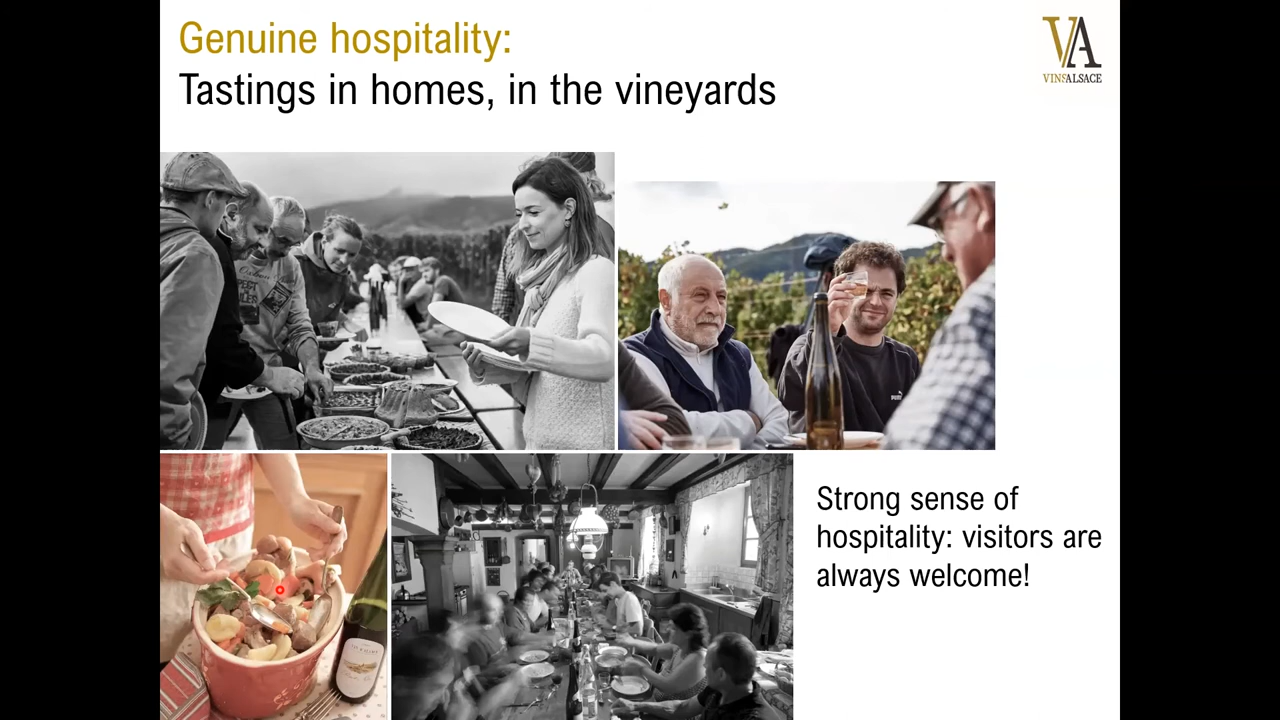 Genuine hospitality:
Tastings in homes, in the vineyards
VA
VINSALSACE
Strong sense of
hospitality: visitors are
always welcome!